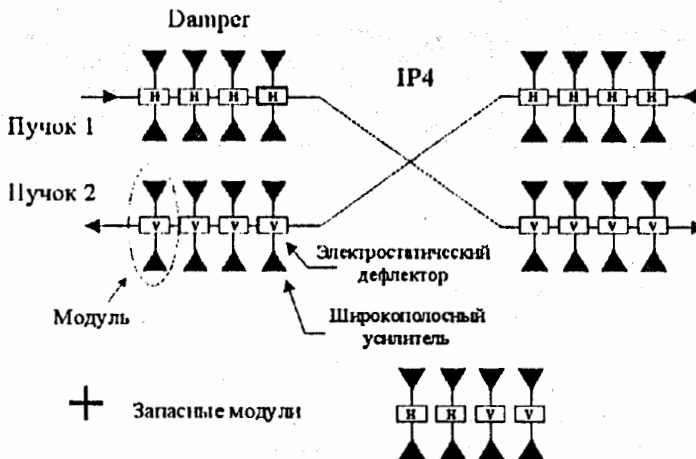 Damper
IP4
H H H H
H H H H
Пучок 1
Пучок 2
V V V V
V V V V
Электростатический
дефлектор
Модуль
Широкополосный
усилитель
+ Запасные модули
H H V V